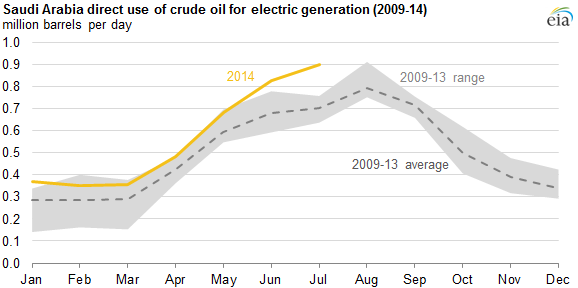 Saudi Arabia direct use of crude oil for electric generation (2009-14)
million barrels per day
eia
1.0
0.9
0.8
0.7
0.6
0.5
0.4
0.3
0.2
0.1
0.0
2014
2009-13 range
2009-13 average
Jan Feb Mar Apr May Jun Jul Aug Sep Oct Nov Dec